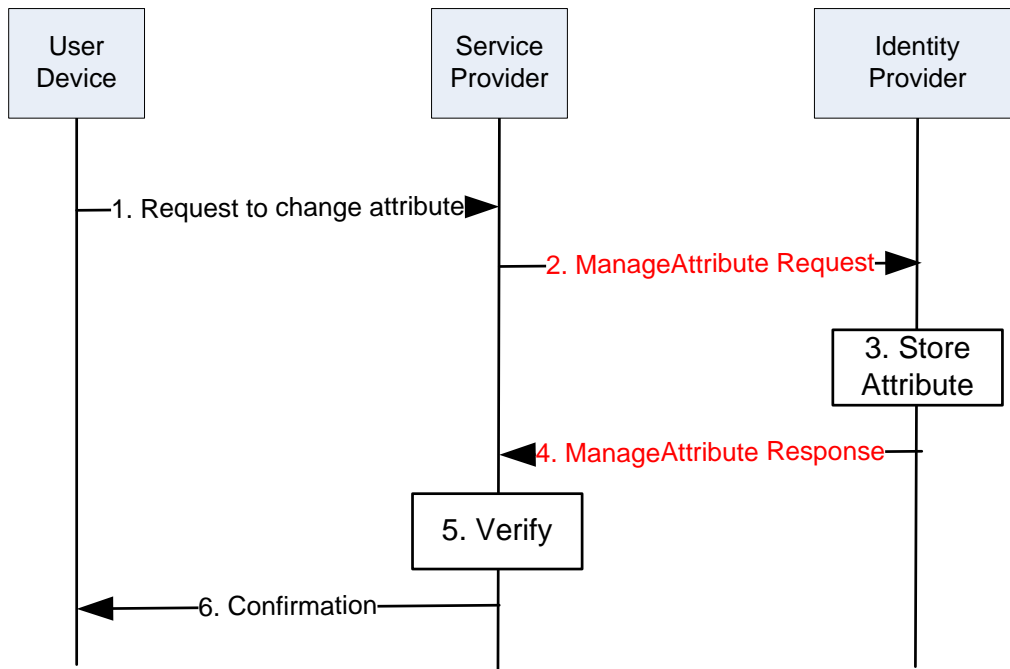 User
Device
Service
Provider
Identity
Provider
1. Request to change attribute
2. ManageAttribute Request
3. Store
Attribute
4. ManageAttribute Response
5. Verify
6. Confirmation